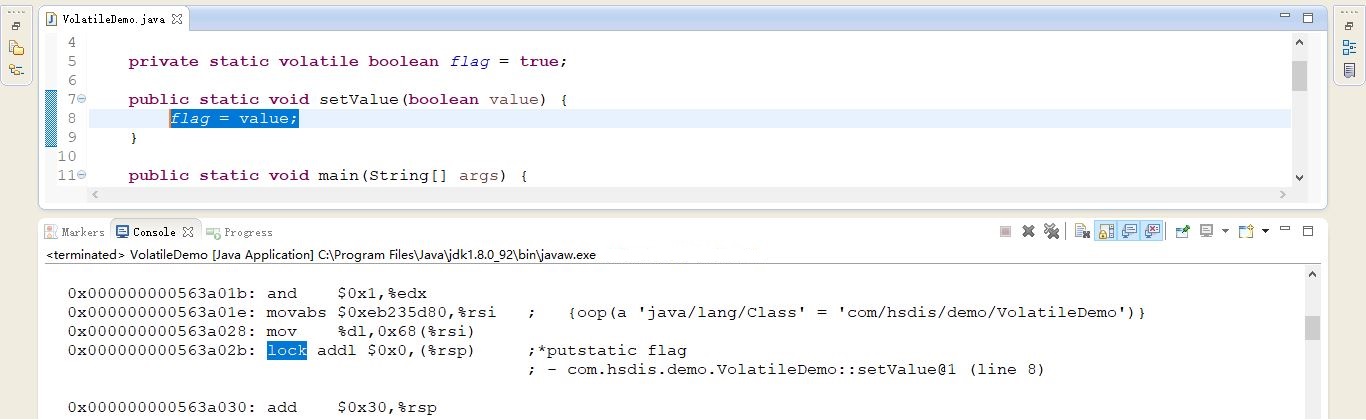 VolatileDemo.java
4
5 private static volatile boolean flag = true;
6
7 public static void setValue(boolean value) {
8 flag = value;
9 }
10
11 public static void main(String[] args) {
Markers Console Progress
<terminated> VolatileDemo [Java Application] C:\Program Files\Java\jdk1.8.0_92\bin\javaw.exe
0x000000000563a01b: and $0x1,%edx
0x000000000563a01e: movabs $0xeb235d80,%rsi ; {oop(a 'java/lang/Class' = 'com/hsdis/demo/VolatileDemo')}
0x000000000563a028: mov %dl,0x68(%rsi)
0x000000000563a02b: lock addl $0x0,(%rsp) ;*putstatic flag
; - com.hsdis.demo.VolatileDemo::setValue@1 (line 8)
0x000000000563a030: add $0x30,%rsp